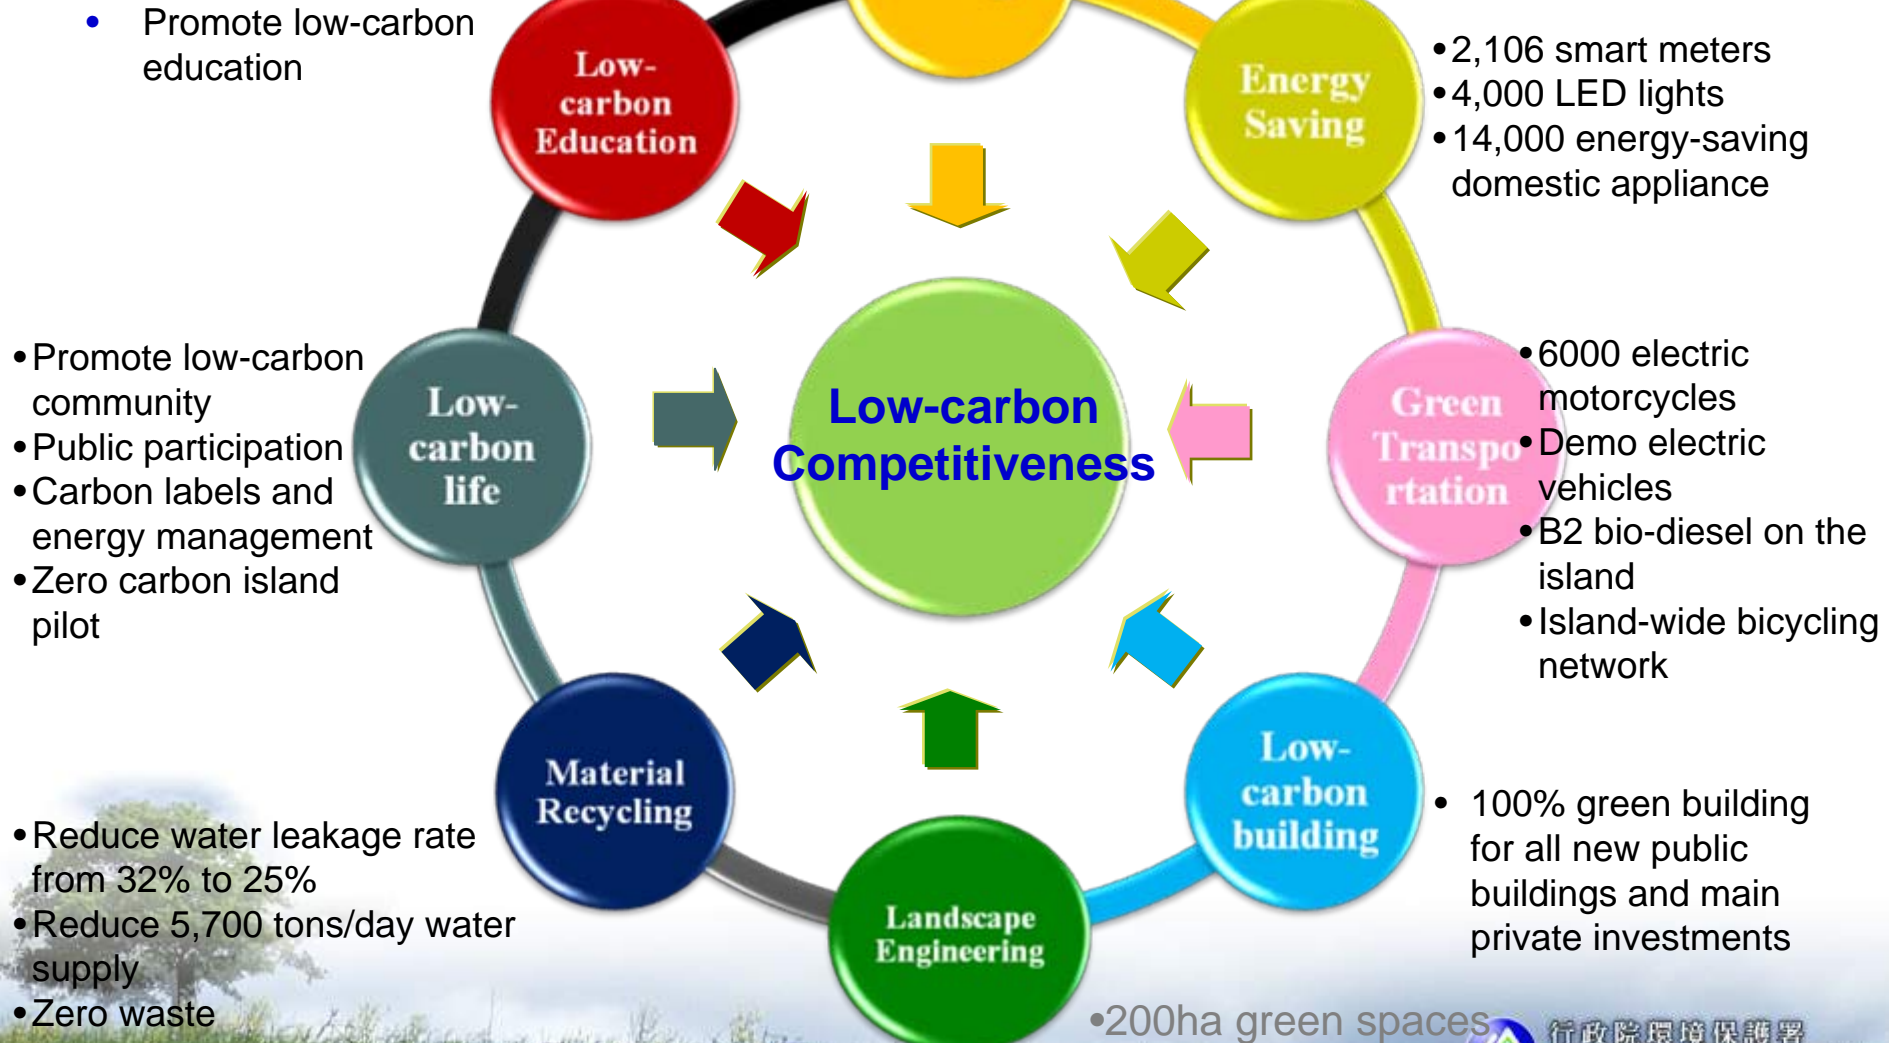 • Promote low-carbon
education
Low-
carbon
Education
Energy
Saving
•2,106 smart meters
•4,000 LED lights
•14,000 energy-saving
domestic appliance
•Promote low-carbon
community
•Public participation
•Carbon labels and
energy management
•Zero carbon island
pilot
Low-
carbon
life
Low-carbon
Competitiveness
Green
Transpo
rtation
•6000 electric
motorcycles
•Demo electric
vehicles
•B2 bio-diesel on the
island
•Island-wide bicycling
network
Material
Recycling
Low-
carbon
building
• 100% green building
for all new public
buildings and main
private investments
•Reduce water leakage rate
from 32% to 25%
•Reduce 5,700 tons/day water
supply
•Zero waste
Landscape
Engineering
•200ha green spaces
行政院環境保護署